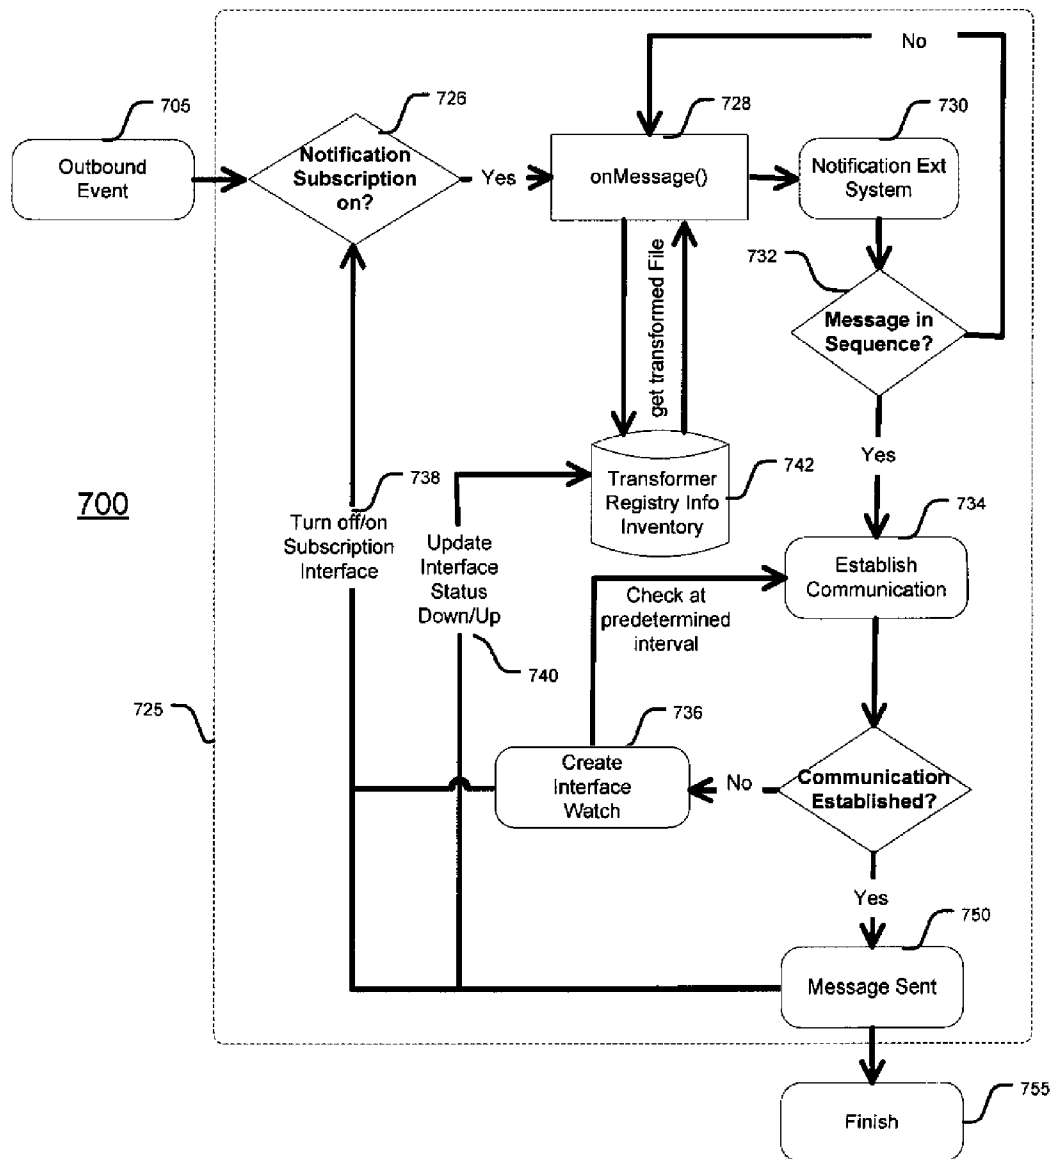 No
705
726
728
730
Outbound
Event
Notification
Subscription
on?
Yes
onMessage()
Notification Ext
System
732
get transformed File
Message in
Sequence?
Yes
700
738
Turn off/on
Subscription
Interface
Update
Interface
Status
Down/Up
740
Transformer
Registry Info
Inventory
742
734
Establish
Communication
Check at
predetermined
interval
725
736
Create
Interface
Watch
No
Communication
Established?
Yes
750
Message Sent
755
Finish